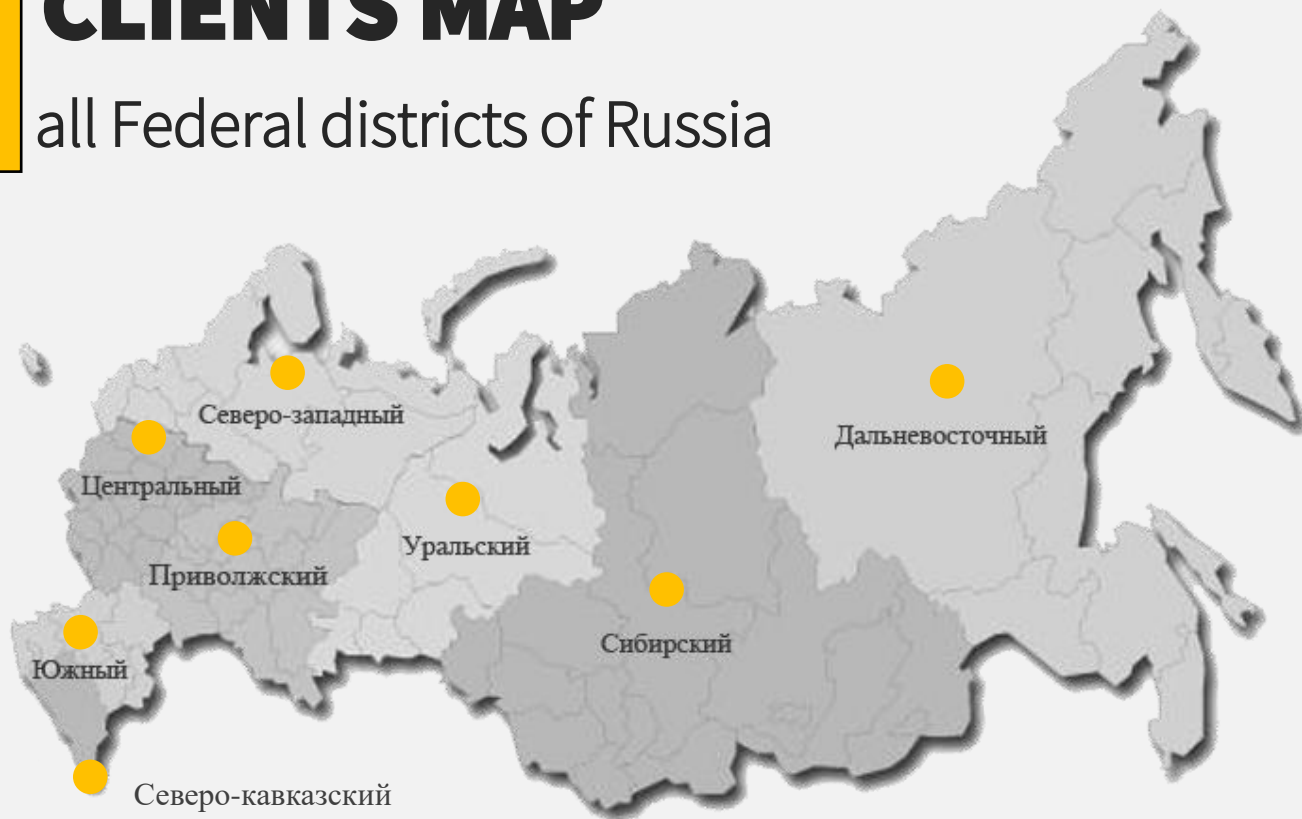 CLIENTS MAP
all Federal districts of Russia
Северо-западный
Дальневосточный
Центральный
Уральский
Приволжский
Сибирский
Южный
Северо-кавказский